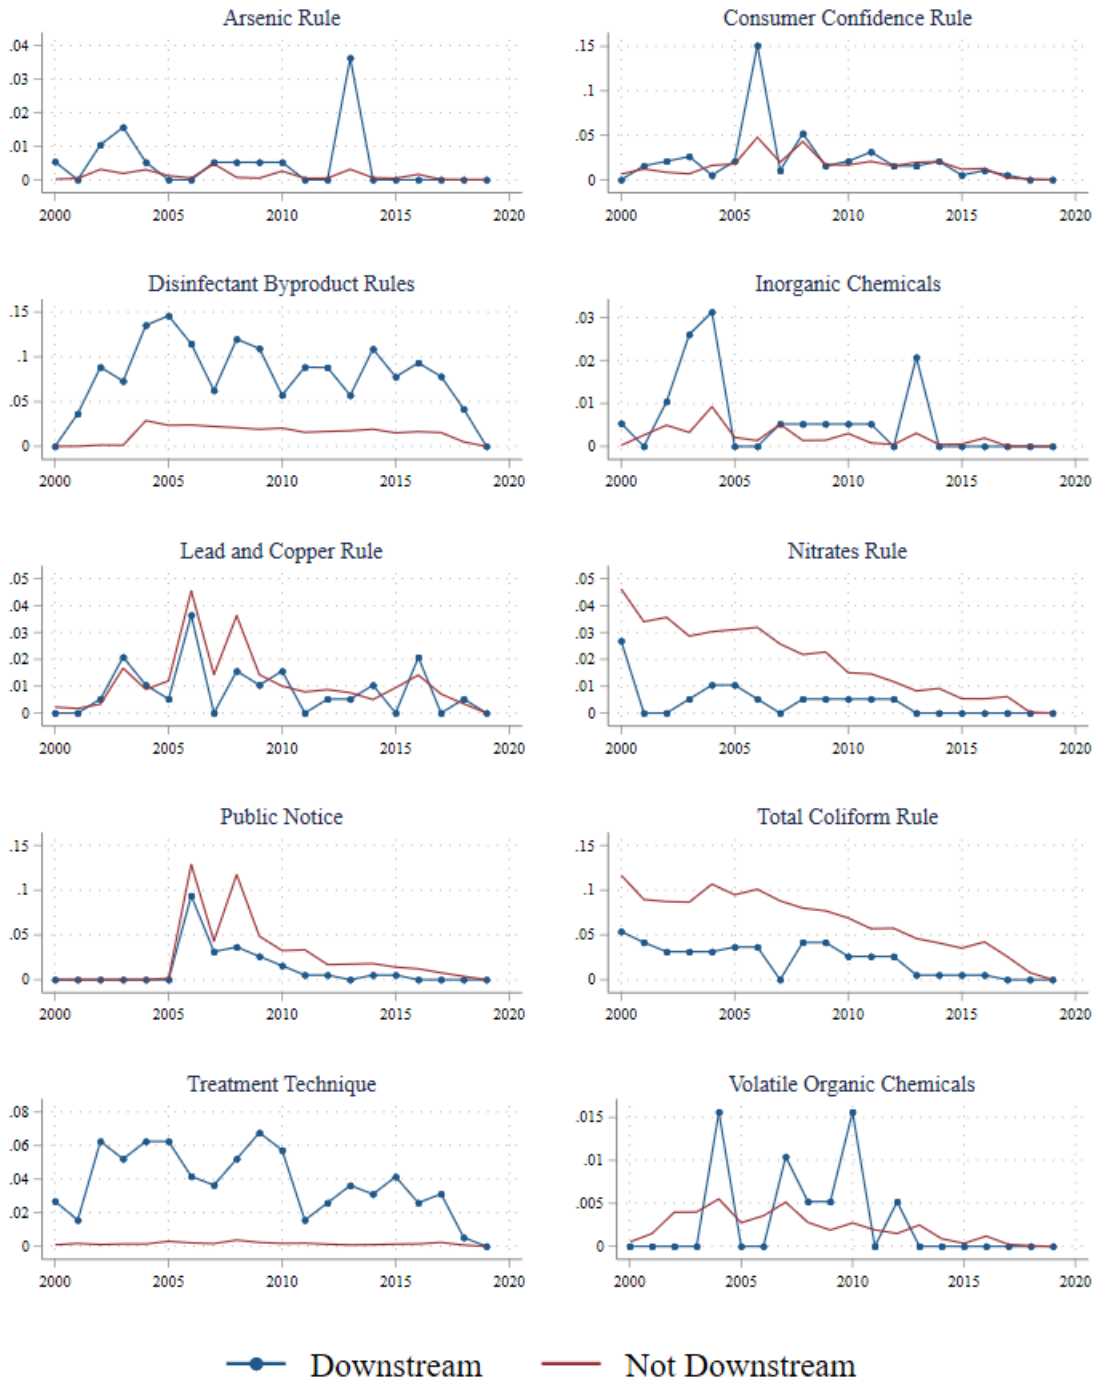 Arsenic Rule
.04
.03
.02
.01
0
2000 2005 2010 2015 2020
Consumer Confidence Rule
.15
.1
.05
0
2000 2005 2010 2015 2020
Disinfectant Byproduct Rules
.15
.1
.05
0
2000 2005 2010 2015 2020
Inorganic Chemicals
.03
.02
.01
0
2000 2005 2010 2015 2020
Lead and Copper Rule
.05
.04
.03
.02
.01
0
2000 2005 2010 2015 2020
Nitrates Rule
.05
.04
.03
.02
.01
0
2000 2005 2010 2015 2020
Public Notice
.15
.1
.05
0
2000 2005 2010 2015 2020
Total Coliform Rule
.15
.1
.05
0
2000 2005 2010 2015 2020
Treatment Technique
.08
.06
.04
.02
0
2000 2005 2010 2015 2020
Volatile Organic Chemicals
.015
.01
.005
0
2000 2005 2010 2015 2020
Downstream Not Downstream